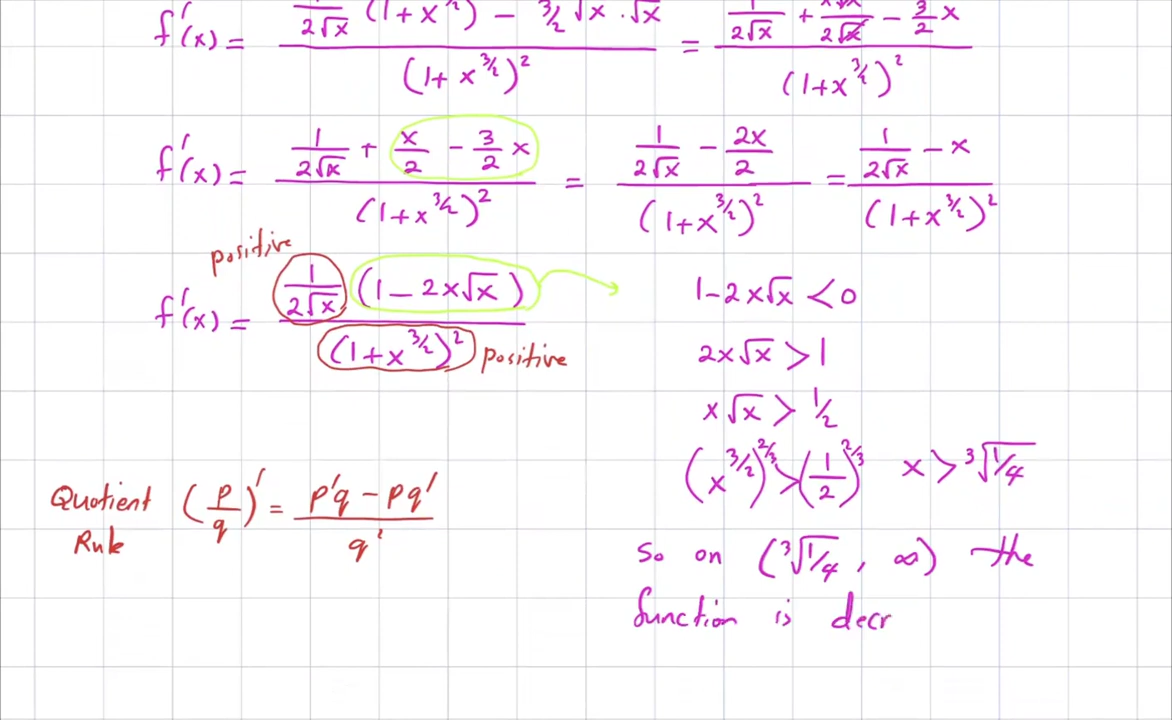 f'(x) = (1/(2√x) (1+x^(3/2)) − 3/2 √x · √x) / (1+x^(3/2))^2 = (1/(2√x) + x√x/(2√x) − 3/2 x) / (1+x^(3/2))^2
f'(x) = (1/(2√x) + x/2 − 3/2 x) / (1+x^(3/2))^2 = (1/(2√x) − 2x/2) / (1+x^(3/2))^2 = (1/(2√x) − x) / (1+x^(3/2))^2
positive
f'(x) = (1/(2√x) (1 − 2x√x)) / (1+x^(3/2))^2 positive
1−2x√x < 0
2x√x > 1
x√x > 1/2
(x^(3/2))^(2/3) > (1/2)^(2/3) x > ³√(1/4)
Quotient Rule (p/q)' = (p'q − pq') / q^2
So on (³√(1/4), ∞) the
function is decr